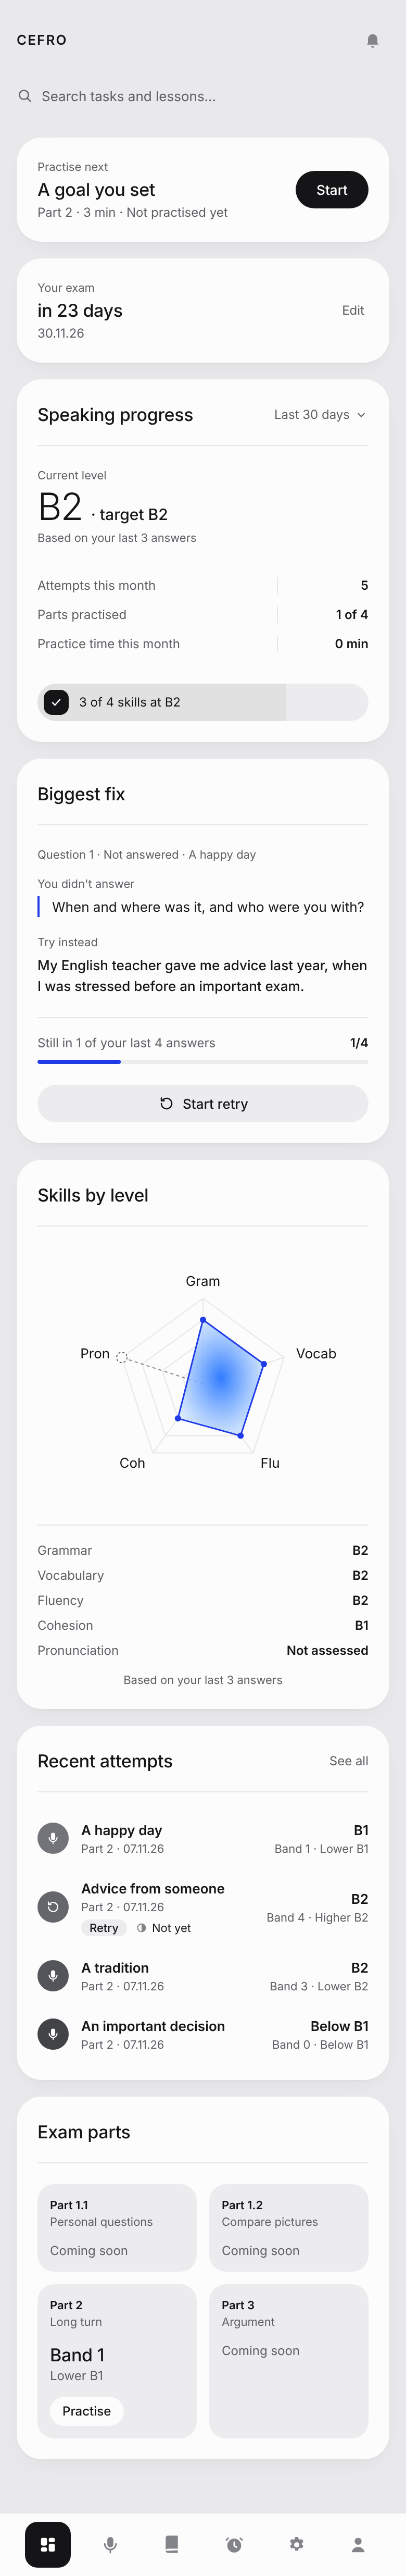 CEFRO
Search tasks and lessons...
Practise next
A goal you set
Part 2 · 3 min · Not practised yet
Start
Your exam
in 23 days
30.11.26
Edit
Speaking progress
Last 30 days
Current level
B2 · target B2
Based on your last 3 answers
Attempts this month 5
Parts practised 1 of 4
Practice time this month 0 min
3 of 4 skills at B2
Biggest fix
Question 1 · Not answered · A happy day
You didn't answer
When and where was it, and who were you with?
Try instead
My English teacher gave me advice last year, when
I was stressed before an important exam.
Still in 1 of your last 4 answers 1/4
Start retry
Skills by level
Gram
Pron
Vocab
Coh
Flu
Grammar B2
Vocabulary B2
Fluency B2
Cohesion B1
Pronunciation Not assessed
Based on your last 3 answers
Recent attempts
See all
A happy day B1
Part 2 · 07.11.26 Band 1 · Lower B1
Advice from someone B2
Part 2 · 07.11.26 Band 4 · Higher B2
Retry Not yet
A tradition B2
Part 2 · 07.11.26 Band 3 · Lower B2
An important decision Below B1
Part 2 · 07.11.26 Band 0 · Below B1
Exam parts
Part 1.1
Personal questions
Coming soon
Part 1.2
Compare pictures
Coming soon
Part 2
Long turn
Band 1
Lower B1
Practise
Part 3
Argument
Coming soon